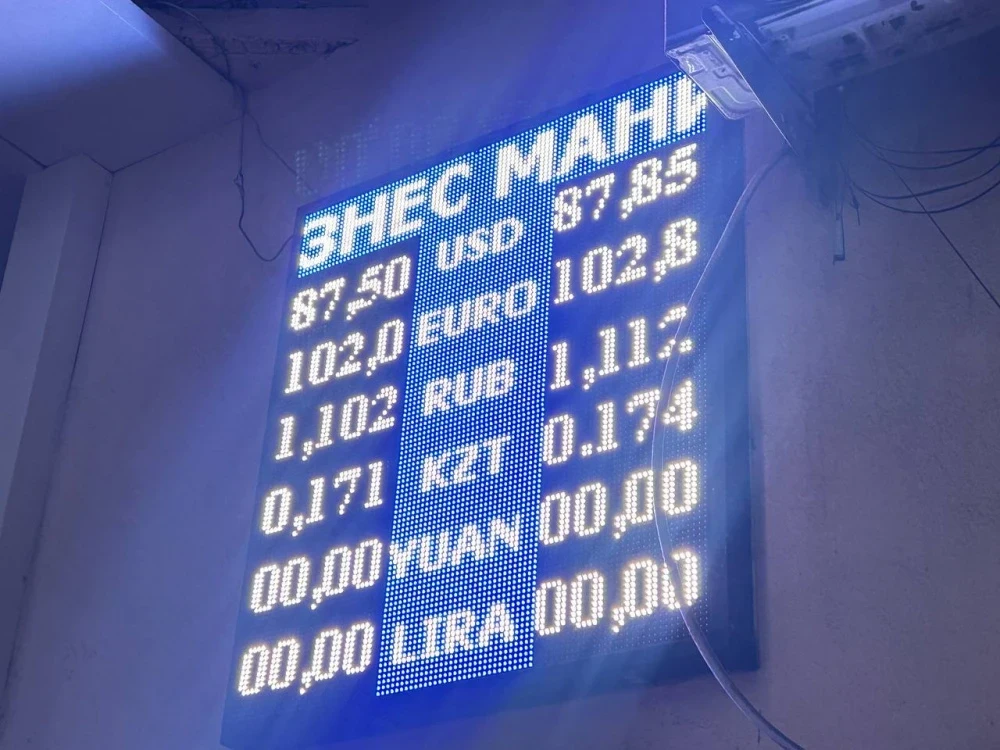 ЗНЕС МАНИ
87,50 USD 87,85
102,0 EURO 102,8
1,102 RUB 1,112
0,171 KZT 0.174
00,00 YUAN 00,00
00,00 LIRA 00,00